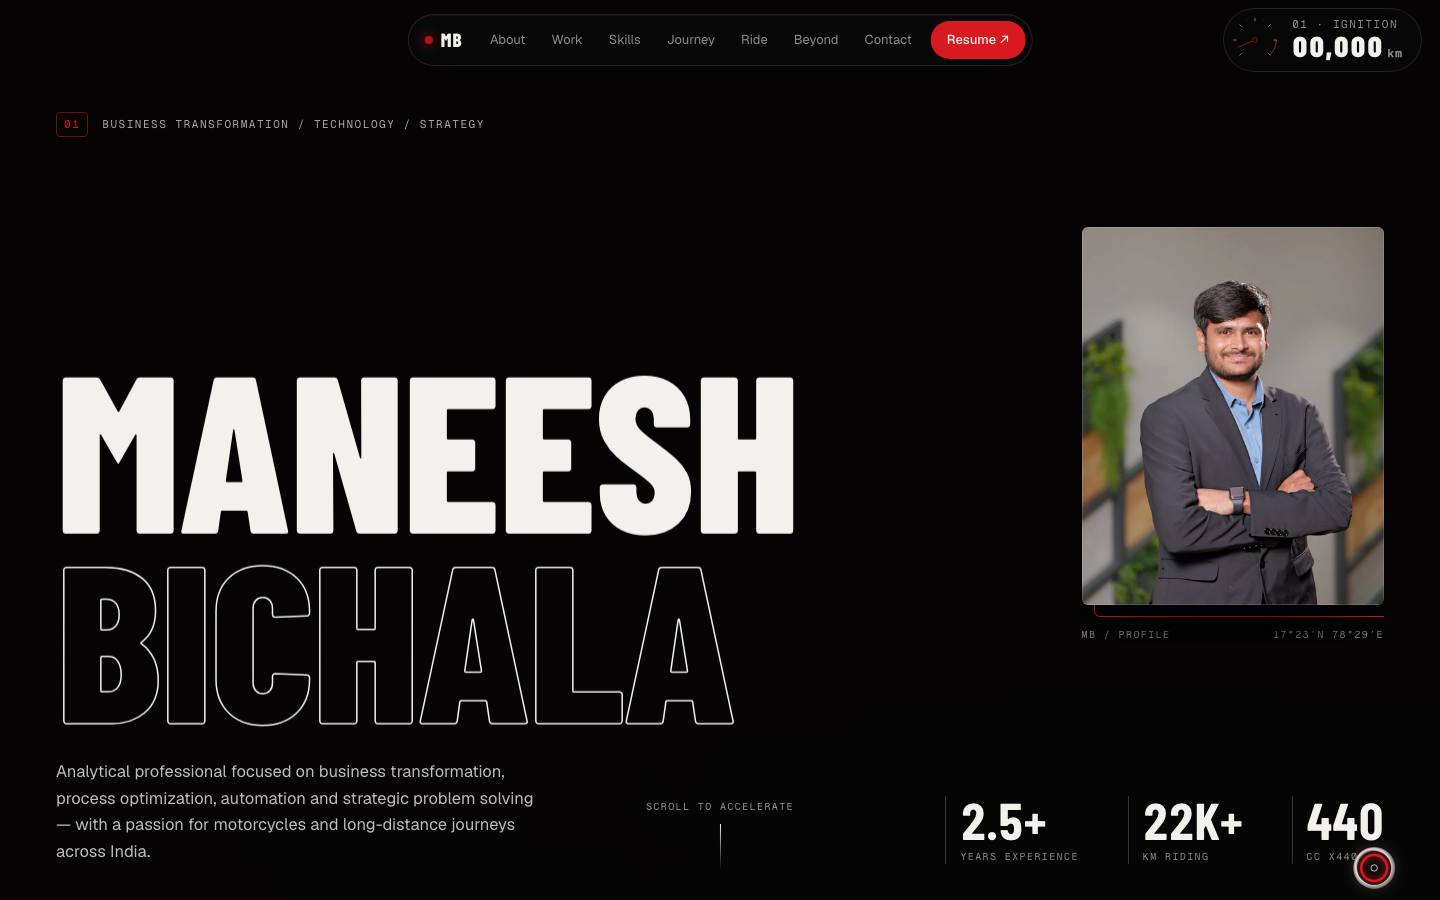 MB About Work Skills Journey Ride Beyond Contact Resume ↗
01 · IGNITION
00,000 km
01 BUSINESS TRANSFORMATION / TECHNOLOGY / STRATEGY
MANEESH
BICHALA
MB / PROFILE 17°23′N 78°29′E
Analytical professional focused on business transformation,
process optimization, automation and strategic problem solving
— with a passion for motorcycles and long-distance journeys
across India.
SCROLL TO ACCELERATE
2.5+
YEARS EXPERIENCE
22K+
KM RIDING
440
CC X440